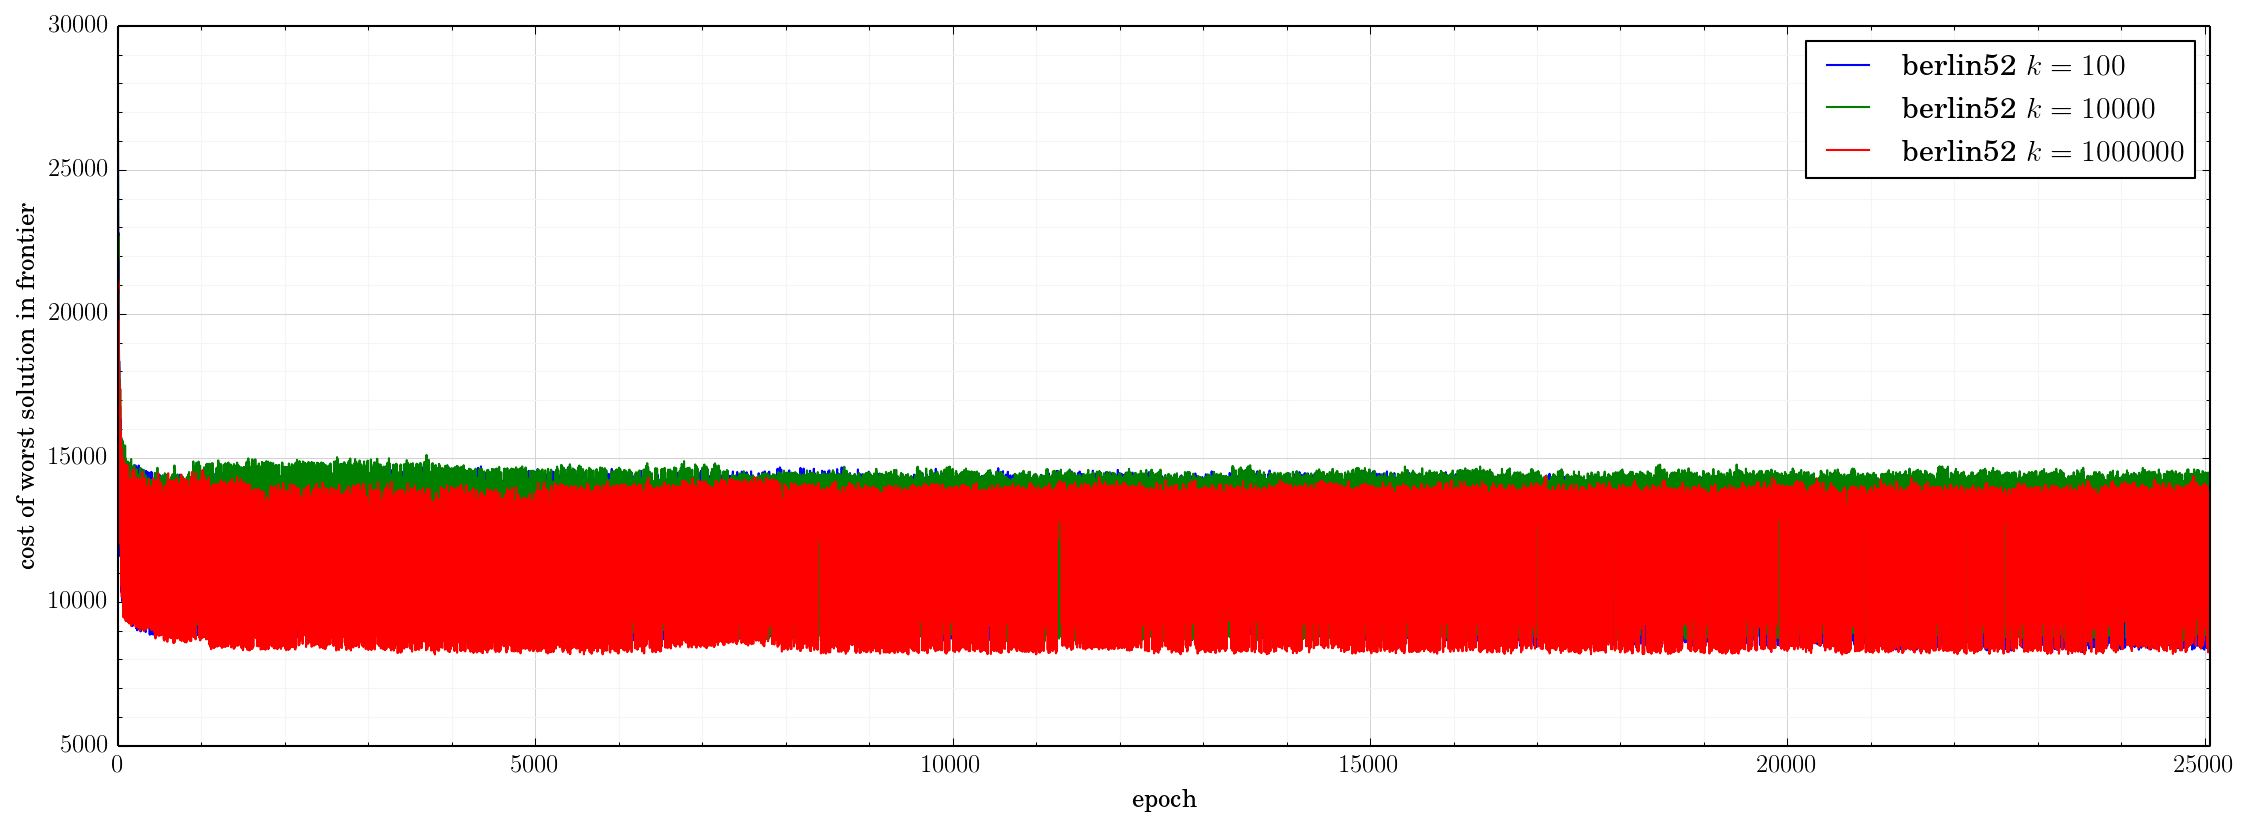 30000
25000
20000
15000
10000
5000
cost of worst solution in frontier
berlin52 k = 100
berlin52 k = 10000
berlin52 k = 1000000
0 5000 10000 15000 20000 25000
epoch